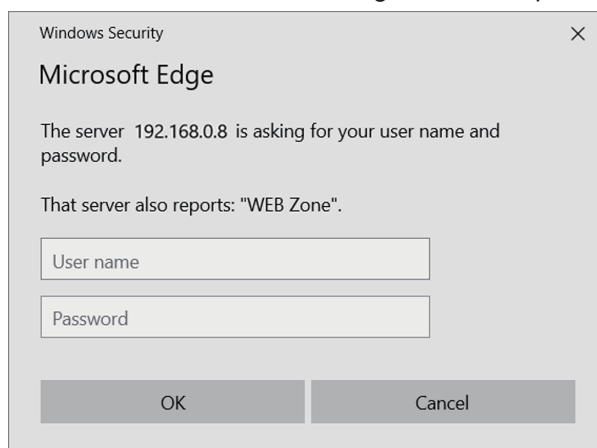 Windows Security
Microsoft Edge
The server 192.168.0.8 is asking for your user name and
password.
That server also reports: "WEB Zone".
User name
Password
OK Cancel